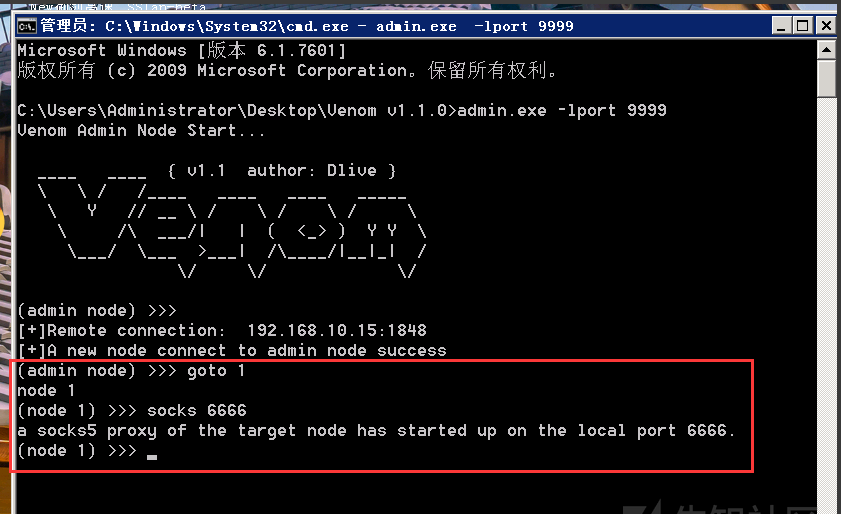 管理员: C:\Windows\System32\cmd.exe - admin.exe  -lport 9999
Microsoft Windows [版本 6.1.7601]
版权所有 (c) 2009 Microsoft Corporation。保留所有权利。
C:\Users\Administrator\Desktop\Venom v1.1.0>admin.exe -lport 9999
Venom Admin Node Start...
{ v1.1  author: Dlive }
Venom
(admin node) >>>
[+]Remote connection:  192.168.10.15:1848
[+]A new node connect to admin node success
(admin node) >>> goto 1
node 1
(node 1) >>> socks 6666
a socks5 proxy of the target node has started up on the local port 6666.
(node 1) >>> _